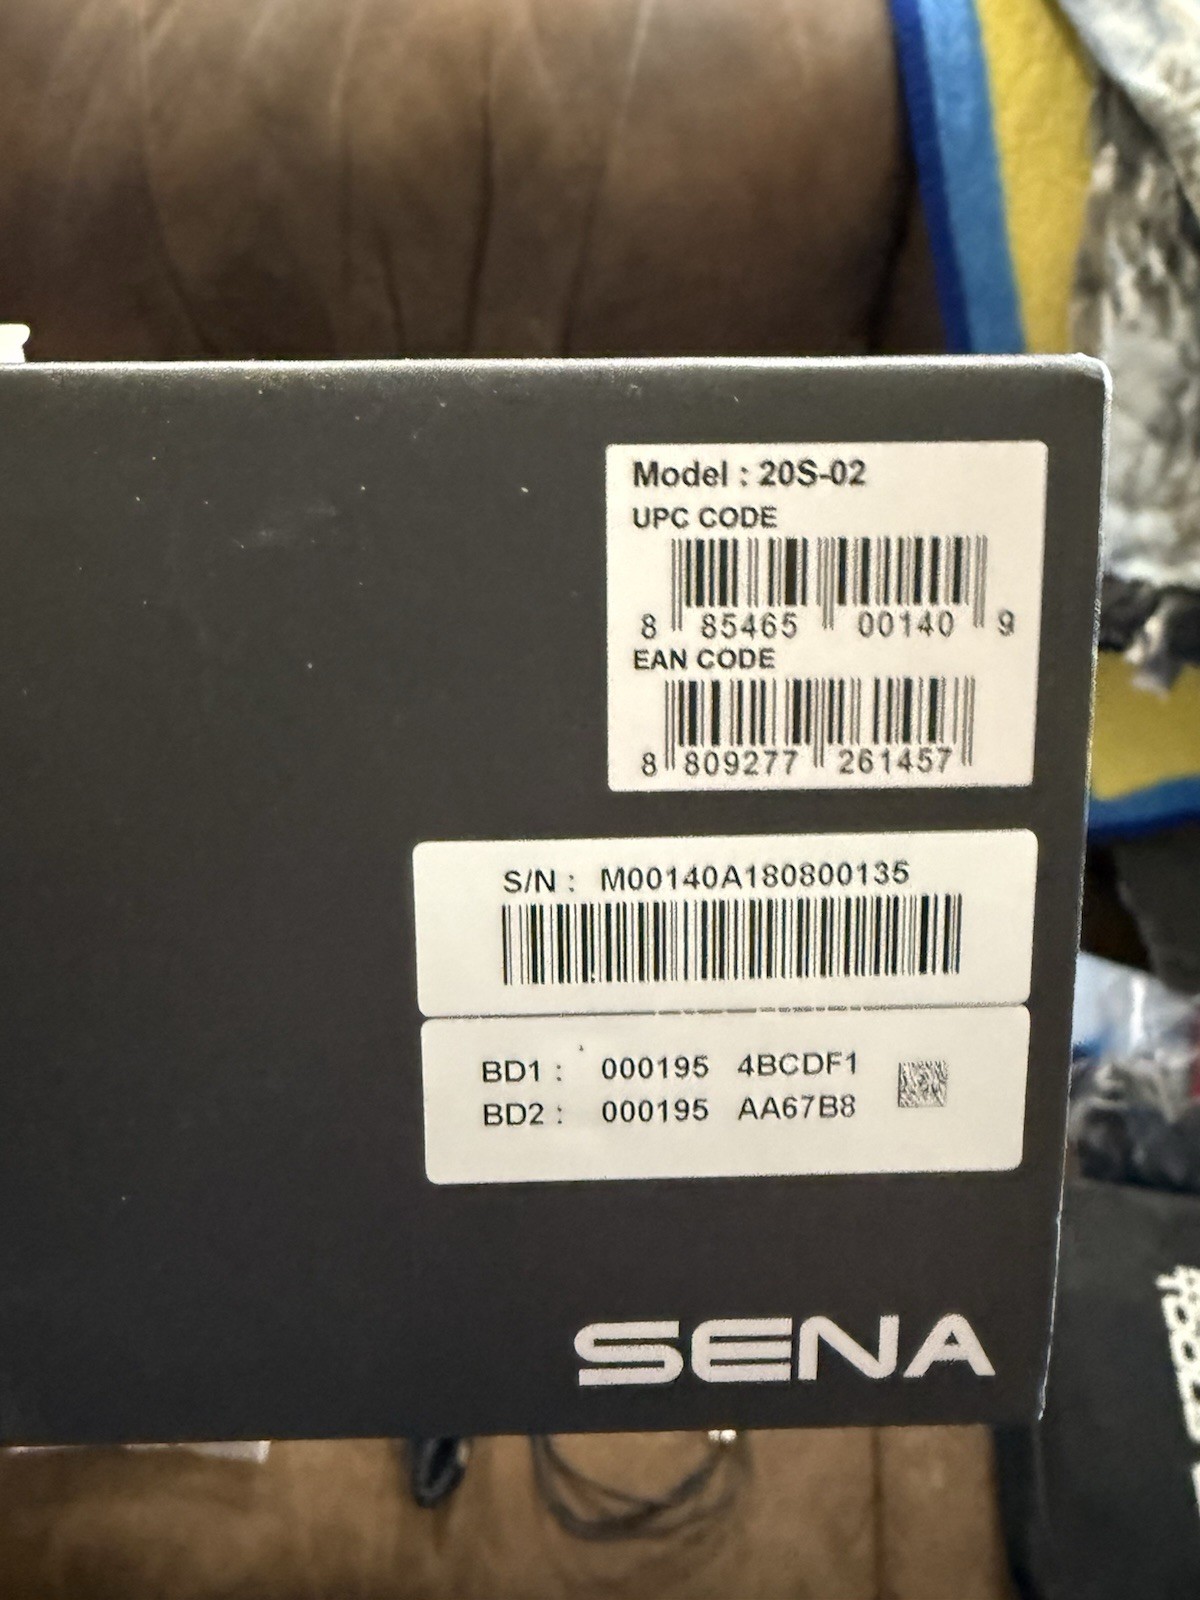 Model : 20S-02
UPC CODE
8 85465 00140 9
EAN CODE
8 809277 261457
S/N : M00140A180800135
BD1 : 000195 4BCDF1
BD2 : 000195 AA67B8
SENA